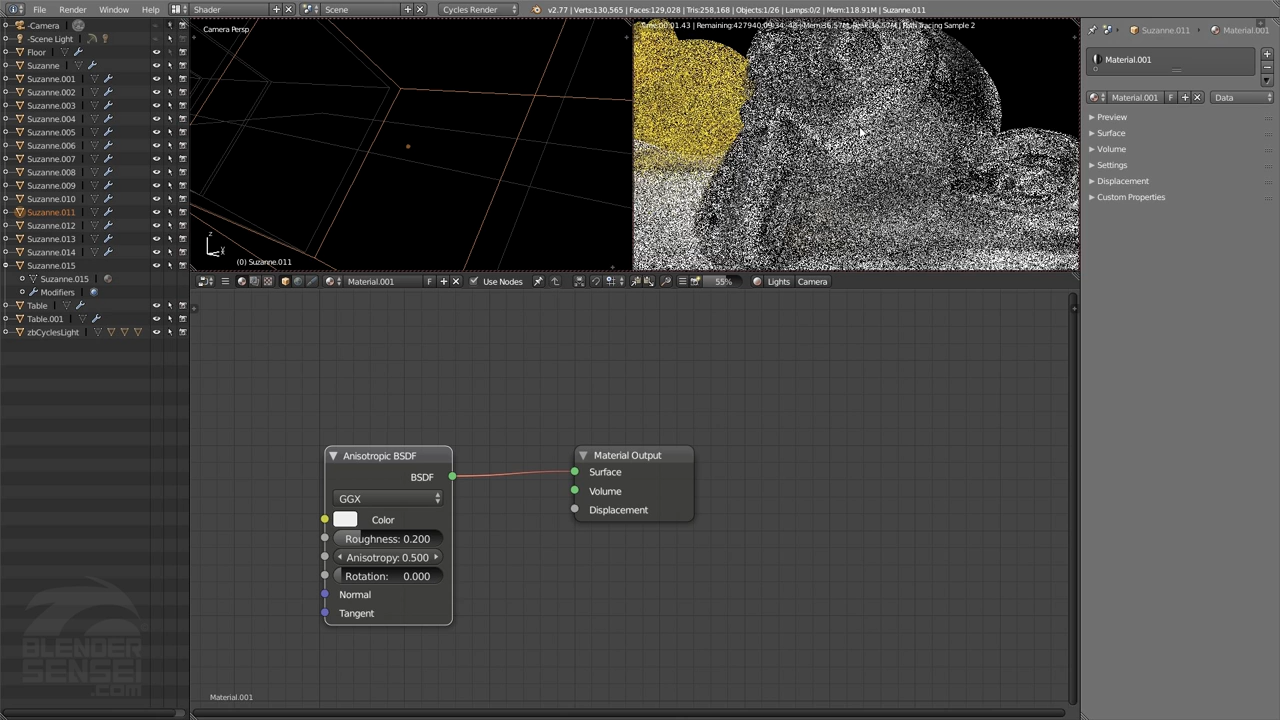 File Render Window Help Shader Scene Cycles Render v2.77 | Verts:130,565 | Faces:129,028 | Tris:258,168 | Objects:1/26 | Lamps:0/2 | Mem:118.91M | Suzanne.011
-Camera
-Scene Light
Floor
Suzanne
Suzanne.001
Suzanne.002
Suzanne.003
Suzanne.004
Suzanne.005
Suzanne.006
Suzanne.007
Suzanne.008
Suzanne.009
Suzanne.010
Suzanne.011
Suzanne.012
Suzanne.013
Suzanne.014
Suzanne.015
Suzanne.015
Modifiers
Table
Table.001
zbCyclesLight
Camera Persp
z
(0) Suzanne.011
Path Tracing Sample 2
Suzanne.011 Material.001
Material.001
Material.001 F Data
Preview
Surface
Volume
Settings
Displacement
Custom Properties
Material.001 F Use Nodes 55% Lights Camera
Anisotropic BSDF
BSDF
GGX
Color
Roughness: 0.200
Anisotropy: 0.500
Rotation: 0.000
Normal
Tangent
Material Output
Surface
Volume
Displacement
BLENDER
SENSEI
.com
Material.001